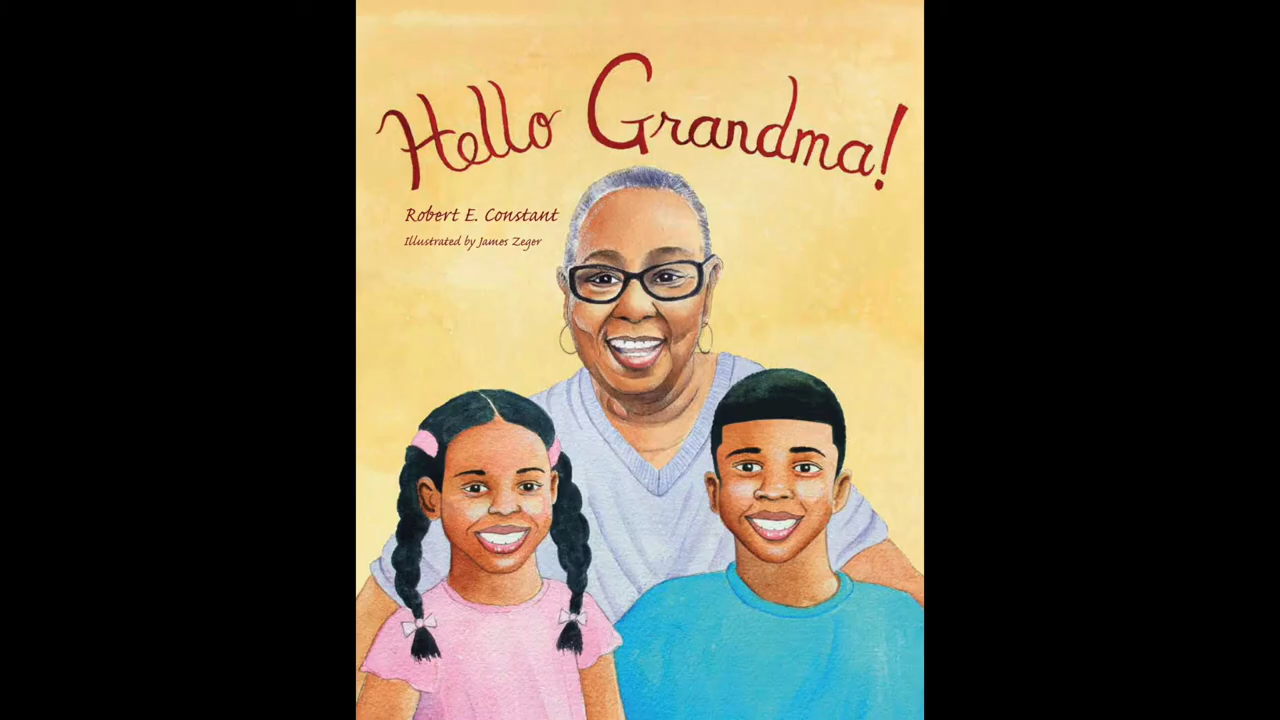 Hello Grandma!
Robert E. Constant
Illustrated by James Zeger